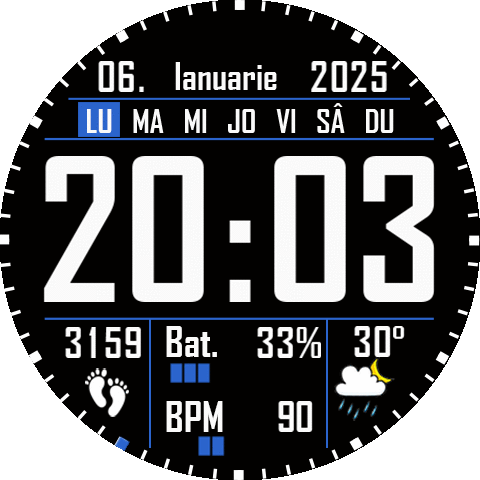 06. Ianuarie 2025
LU MA MI JO VI SÂ DU
20:03
3159 Bat. 33% 30°
BPM 90